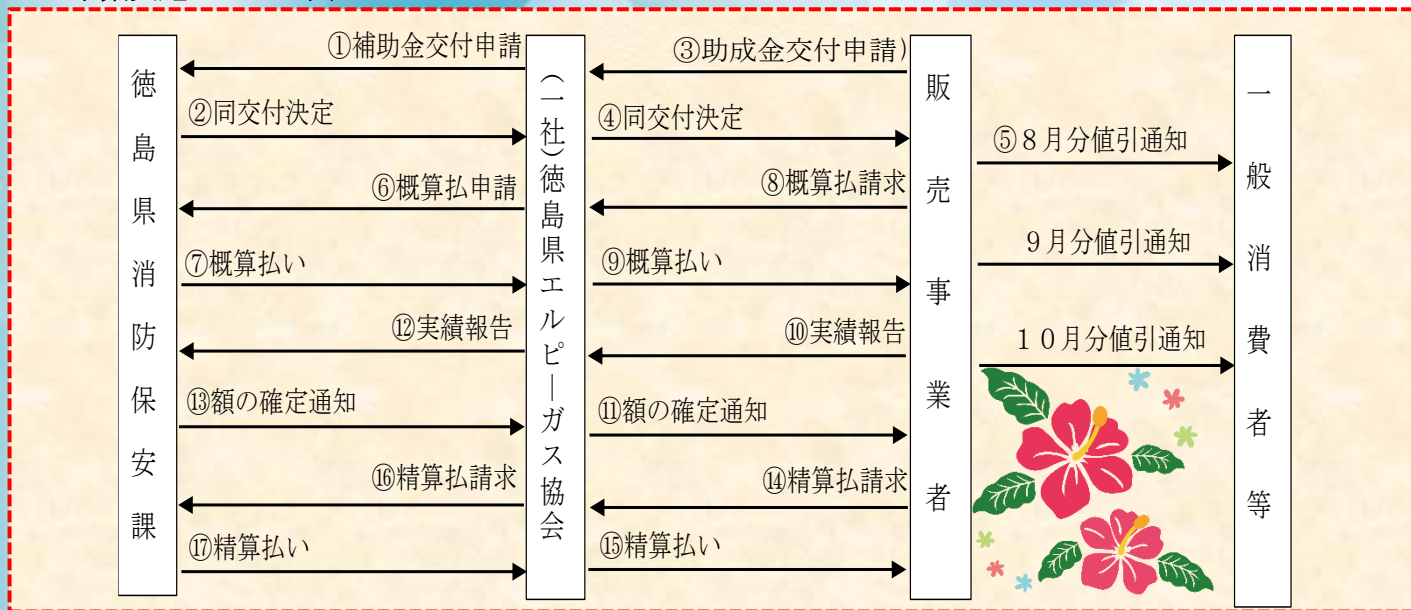 ①補助金交付申請
③助成金交付申請)
②同交付決定
④同交付決定
⑤８月分値引通知
⑥概算払申請
⑧概算払請求
⑦概算払い
⑨概算払い
９月分値引通知
⑫実績報告
⑩実績報告
１０月分値引通知
⑬額の確定通知
⑪額の確定通知
⑯精算払請求
⑭精算払請求
⑰精算払い
⑮精算払い
徳島県消防保安課
(一社)徳島県エルピーガス協会
販売事業者
一般消費者等